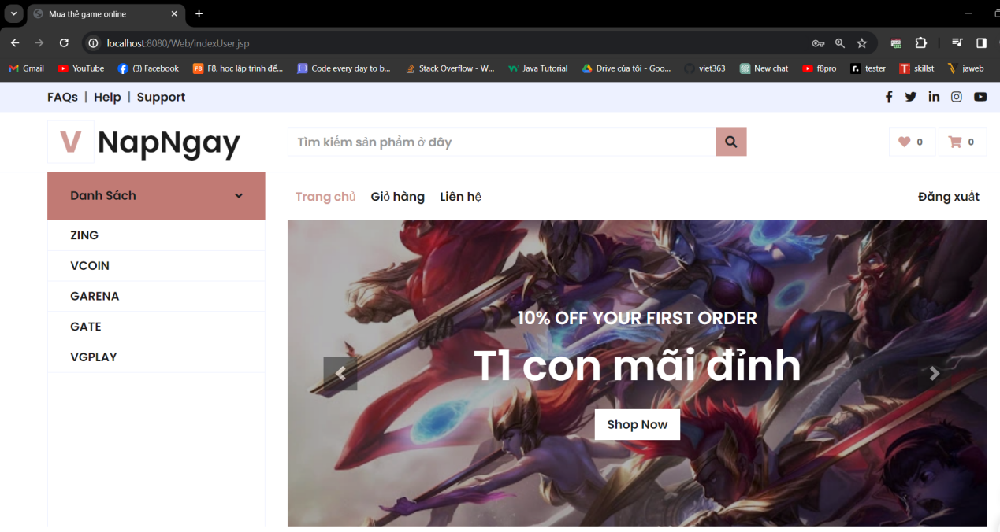 Mua thẻ game online
localhost:8080/Web/indexUser.jsp
Gmail YouTube (3) Facebook F8, học lập trình để... Code every day to b... Stack Overflow - W... Java Tutorial Drive của tôi - Goo... viet363 New chat f8pro tester skillst jaweb
FAQs | Help | Support
V NapNgay Tìm kiếm sản phẩm ở đây 0 0
Danh Sách Trang chủ Giỏ hàng Liên hệ Đăng xuất
ZING
VCOIN
GARENA
GATE
VGPLAY
10% OFF YOUR FIRST ORDER
T1 con mãi đỉnh
Shop Now